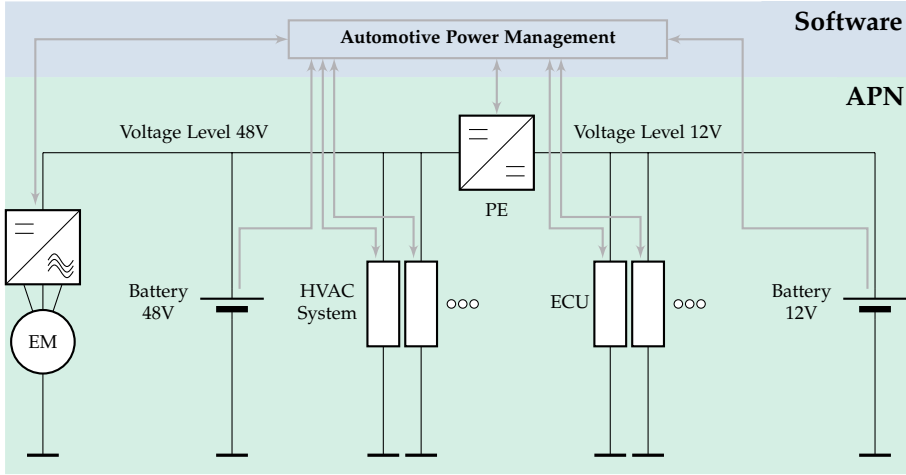 Software
Automotive Power Management
APN
Voltage Level 48V
Voltage Level 12V
PE
Battery
48V
HVAC
System
ECU
Battery
12V
EM